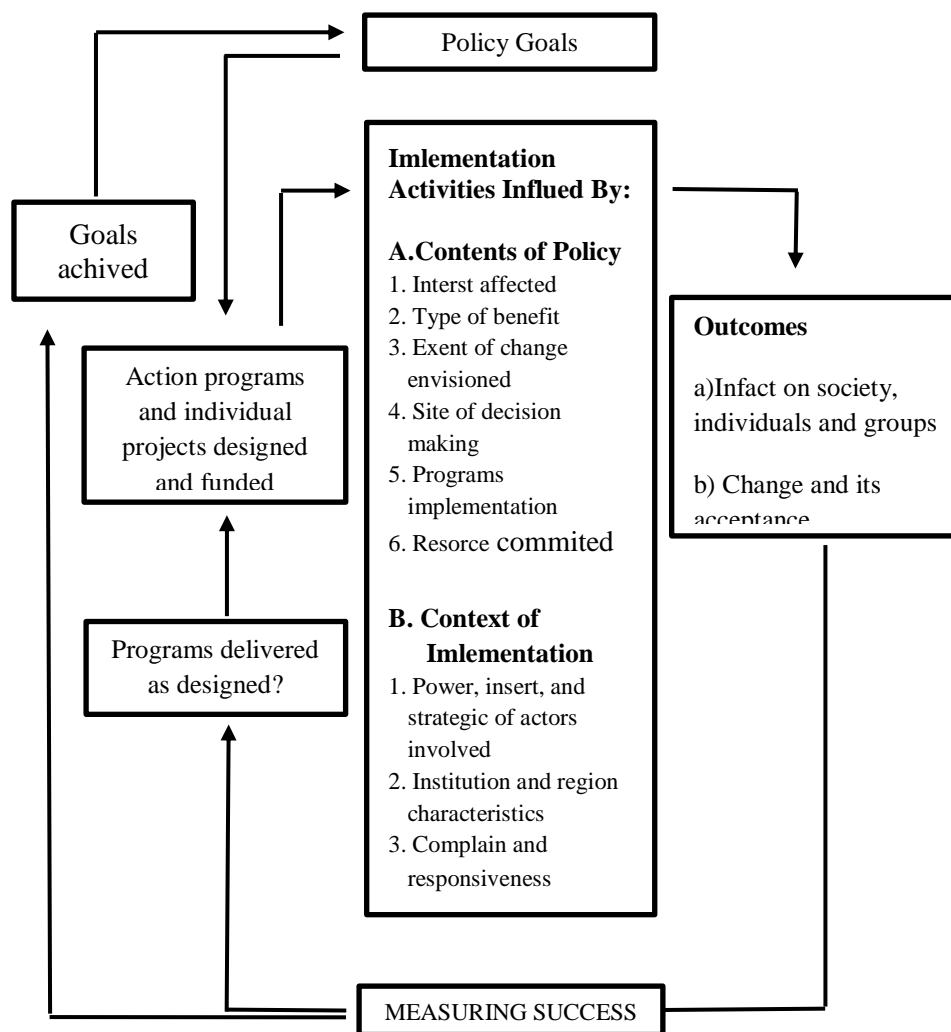 Policy Goals
Goals
achived
Action programs
and individual
projects designed
and funded
Programs delivered
as designed?
Imlementation
Activities Influed By:
A.Contents of Policy
1. Interst affected
2. Type of benefit
3. Exent of change
envisioned
4. Site of decision
making
5. Programs
implementation
6. Resorce commited
B. Context of
Imlementation
1. Power, insert, and
strategic of actors
involved
2. Institution and region
characteristics
3. Complain and
responsiveness
Outcomes
a)Infact on society,
individuals and groups
b) Change and its
acceptance
MEASURING SUCCESS